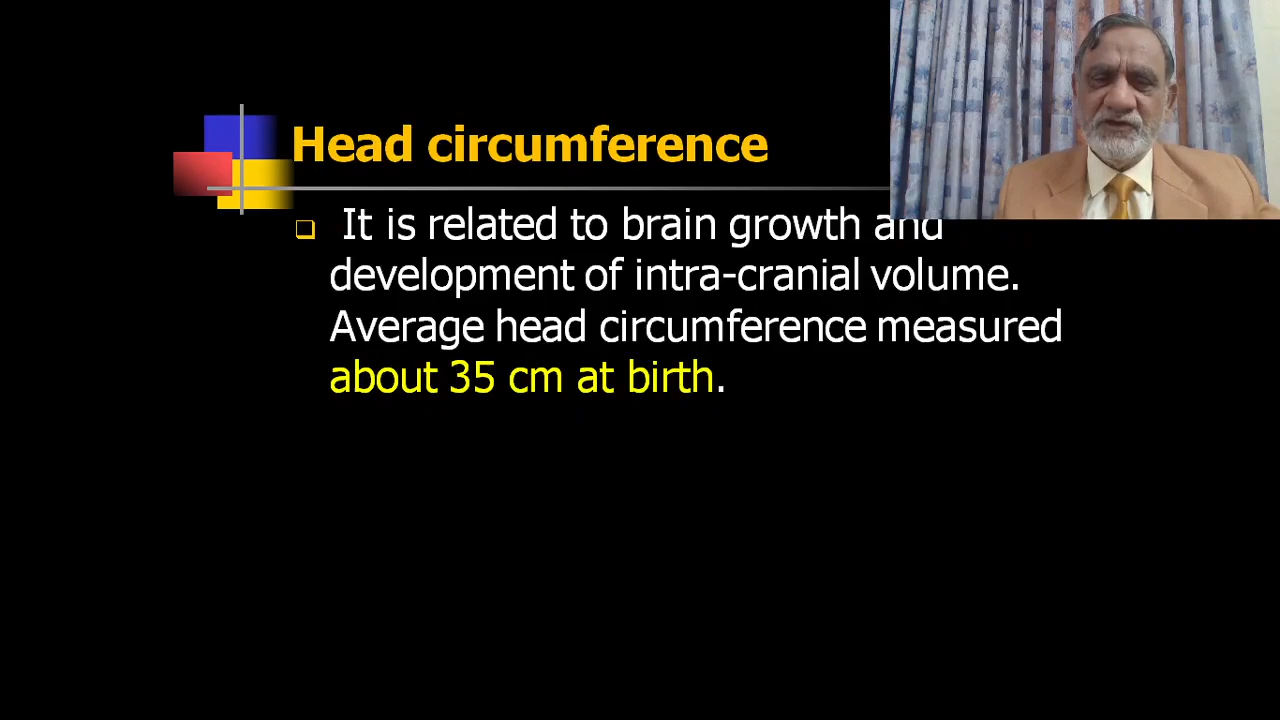 Head circumference
It is related to brain growth and
development of intra-cranial volume.
Average head circumference measured
about 35 cm at birth.